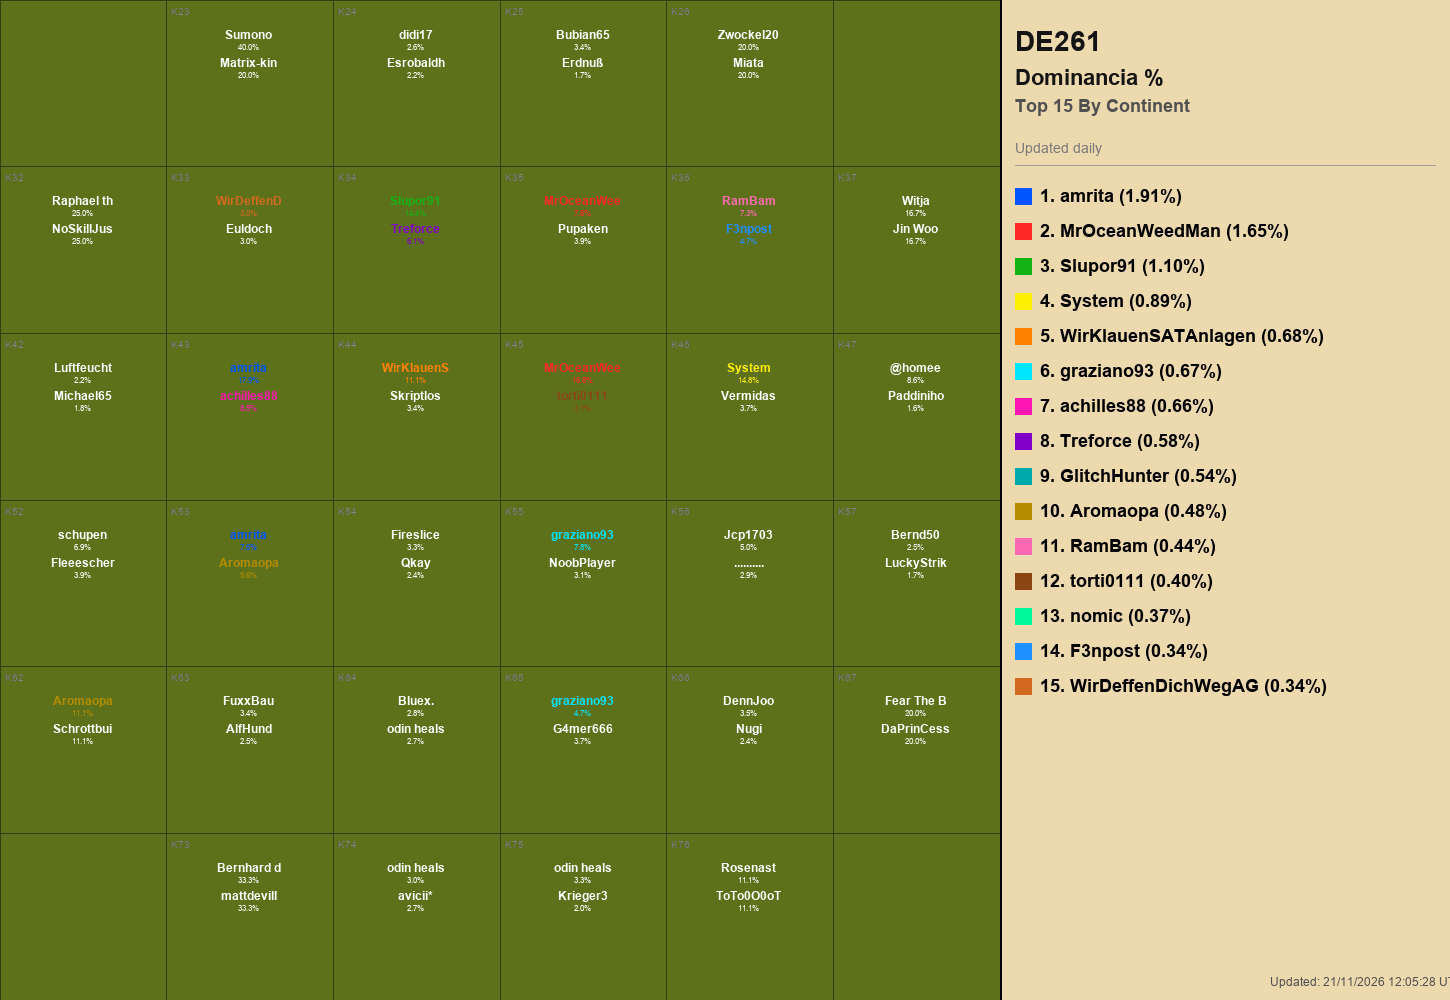 K23
Sumono
40.0%
Matrix-kin
20.0%
K24
didi17
2.6%
Esrobaldh
2.2%
K25
Bubian65
3.4%
Erdnuß
1.7%
K26
Zwockel20
20.0%
Miata
20.0%
K32
Raphael th
25.0%
NoSkillJus
25.0%
K33
WirDeffenD
3.0%
Euldoch
3.0%
K34
Slupor91
Treforce
6.1%
K35
MrOceanWee
Pupaken
3.9%
K36
RamBam
7.3%
F3npost
4.7%
K37
Witja
16.7%
Jin Woo
16.7%
K42
Luftfeucht
2.2%
Michael65
1.8%
K43
amrita
achilles88
K44
WirKlauenS
11.1%
Skriptlos
3.4%
K45
MrOceanWee
torti0111
K46
System
14.8%
Vermidas
3.7%
K47
@homee
8.6%
Paddiniho
1.6%
K52
schupen
6.9%
Fleeescher
3.9%
K53
amrita
Aromaopa
5.6%
K54
Fireslice
3.3%
Qkay
2.4%
K55
graziano93
7.8%
NoobPlayer
3.1%
K56
Jcp1703
5.0%
..........
2.9%
K57
Bernd50
2.5%
LuckyStrik
1.7%
K62
Aromaopa
11.1%
Schrottbui
11.1%
K63
FuxxBau
3.4%
AlfHund
2.5%
K64
Bluex.
2.8%
odin heals
2.7%
K65
graziano93
4.7%
G4mer666
3.7%
K66
DennJoo
3.5%
Nugi
2.4%
K67
Fear The B
20.0%
DaPrinCess
20.0%
K73
Bernhard d
33.3%
mattdevill
33.3%
K74
odin heals
3.0%
avicii*
2.7%
K75
odin heals
3.3%
Krieger3
2.0%
K76
Rosenast
11.1%
ToTo0O0oT
11.1%
DE261
Dominancia %
Top 15 By Continent
Updated daily
1. amrita (1.91%)
2. MrOceanWeedMan (1.65%)
3. Slupor91 (1.10%)
4. System (0.89%)
5. WirKlauenSATAnlagen (0.68%)
6. graziano93 (0.67%)
7. achilles88 (0.66%)
8. Treforce (0.58%)
9. GlitchHunter (0.54%)
10. Aromaopa (0.48%)
11. RamBam (0.44%)
12. torti0111 (0.40%)
13. nomic (0.37%)
14. F3npost (0.34%)
15. WirDeffenDichWegAG (0.34%)
Updated: 21/11/2026 12:05:28